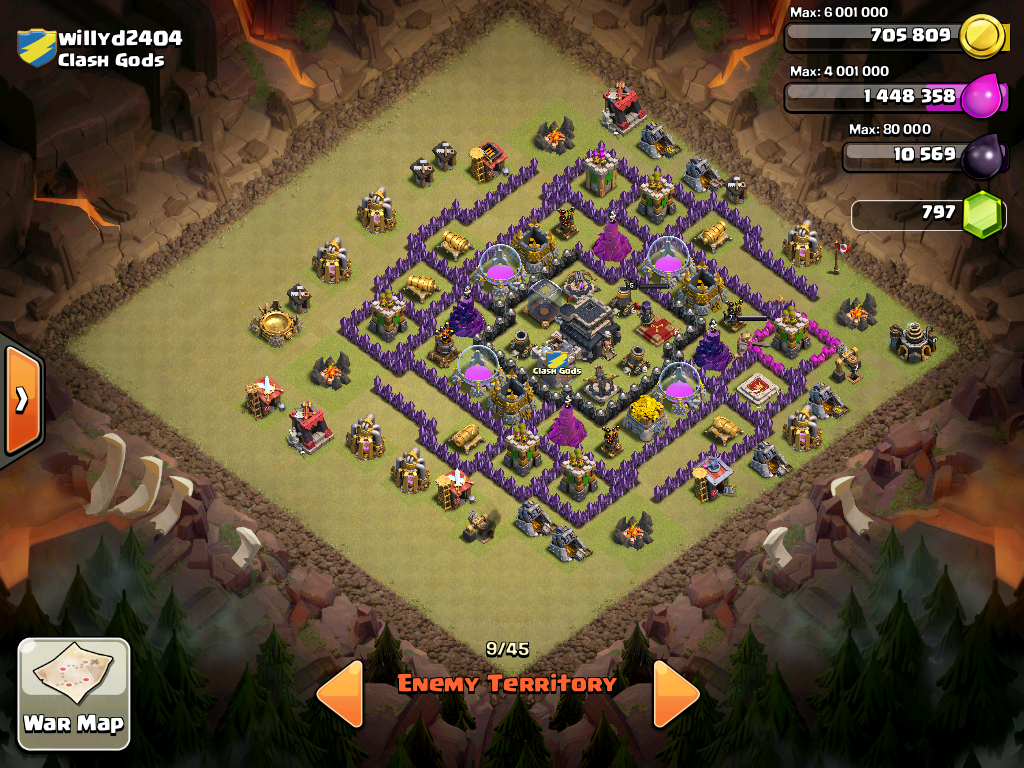 Willyd2404
Clash Gods
Max: 6 001 000
705 809
Max: 4 001 000
1 448 358
Max: 80 000
10 569
797
Clash Gods
9/45
Enemy Territory
War Map